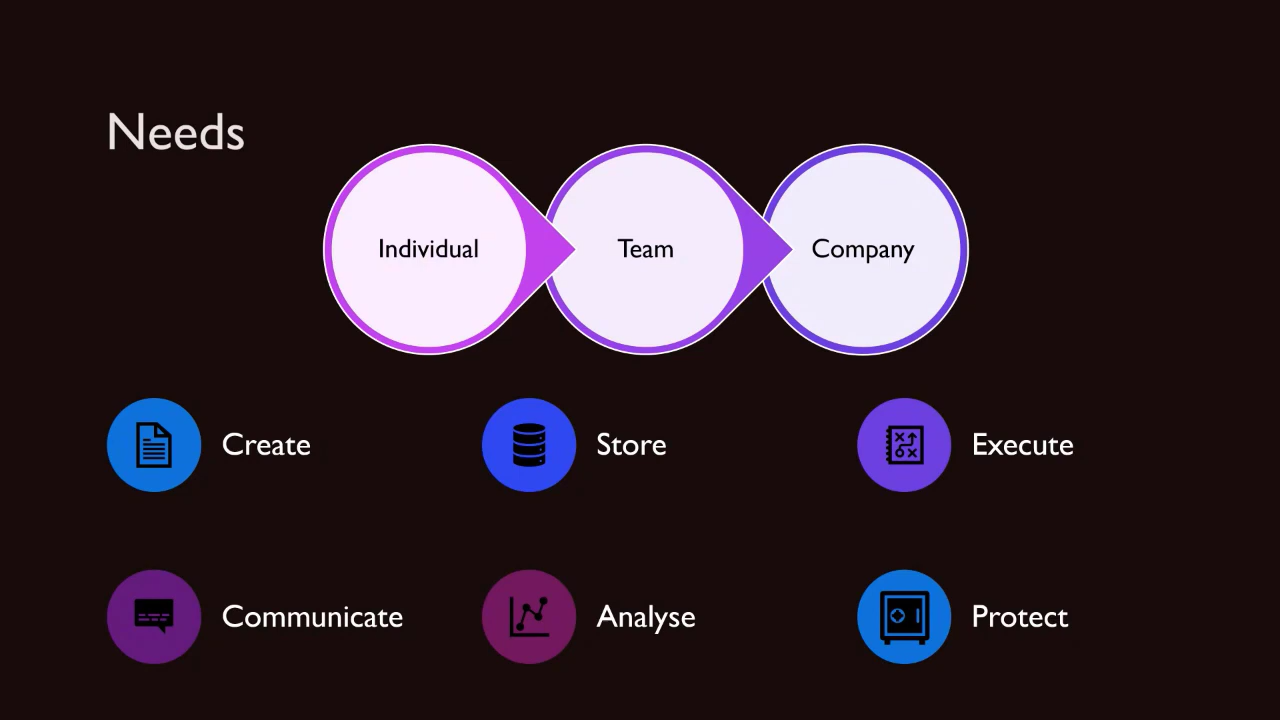 Needs
Individual
Team
Company
Create
Store
Execute
Communicate
Analyse
Protect